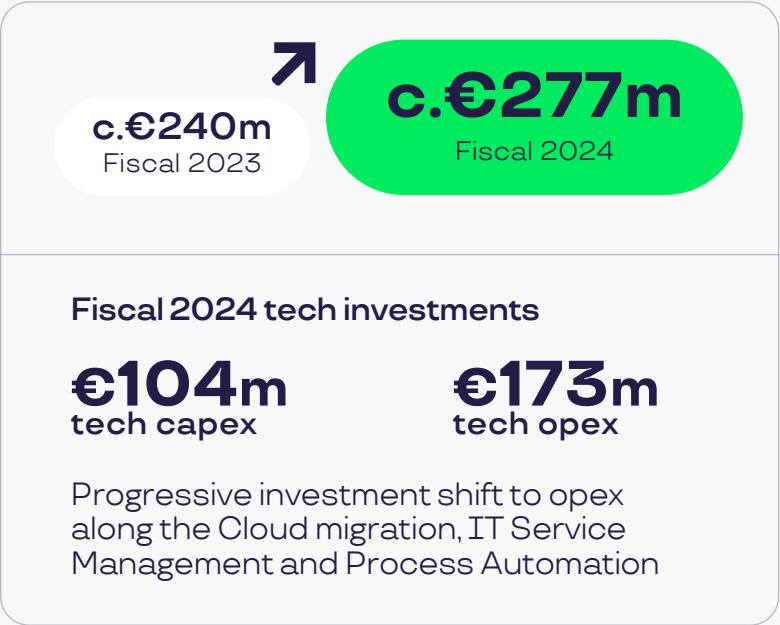 c.€240m
Fiscal 2023
c.€277m
Fiscal 2024
Fiscal 2024 tech investments
€104m
tech capex
€173m
tech opex
Progressive investment shift to opex
along the Cloud migration, IT Service
Management and Process Automation